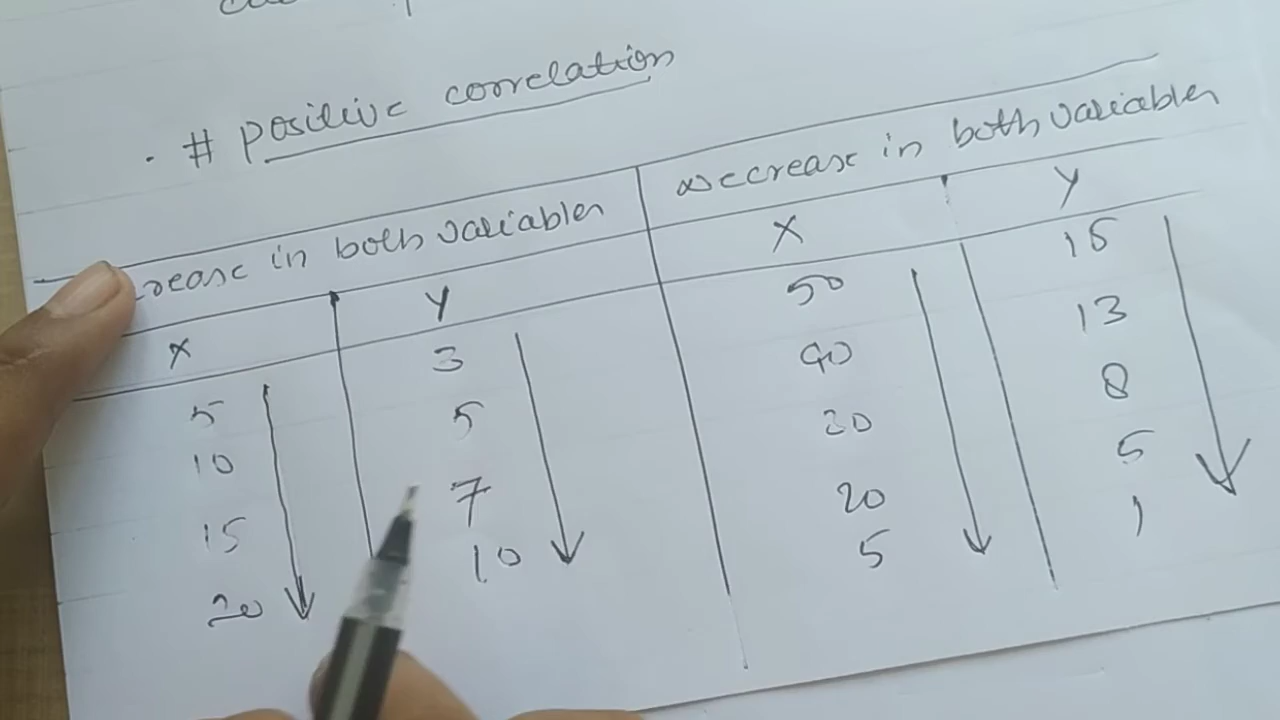 . # positive correlation
crease in both variables
Decrease in both variables
X Y X Y
5 3 50 15
10 5 40 13
15 7 30 8
20 10 20 5
5 1